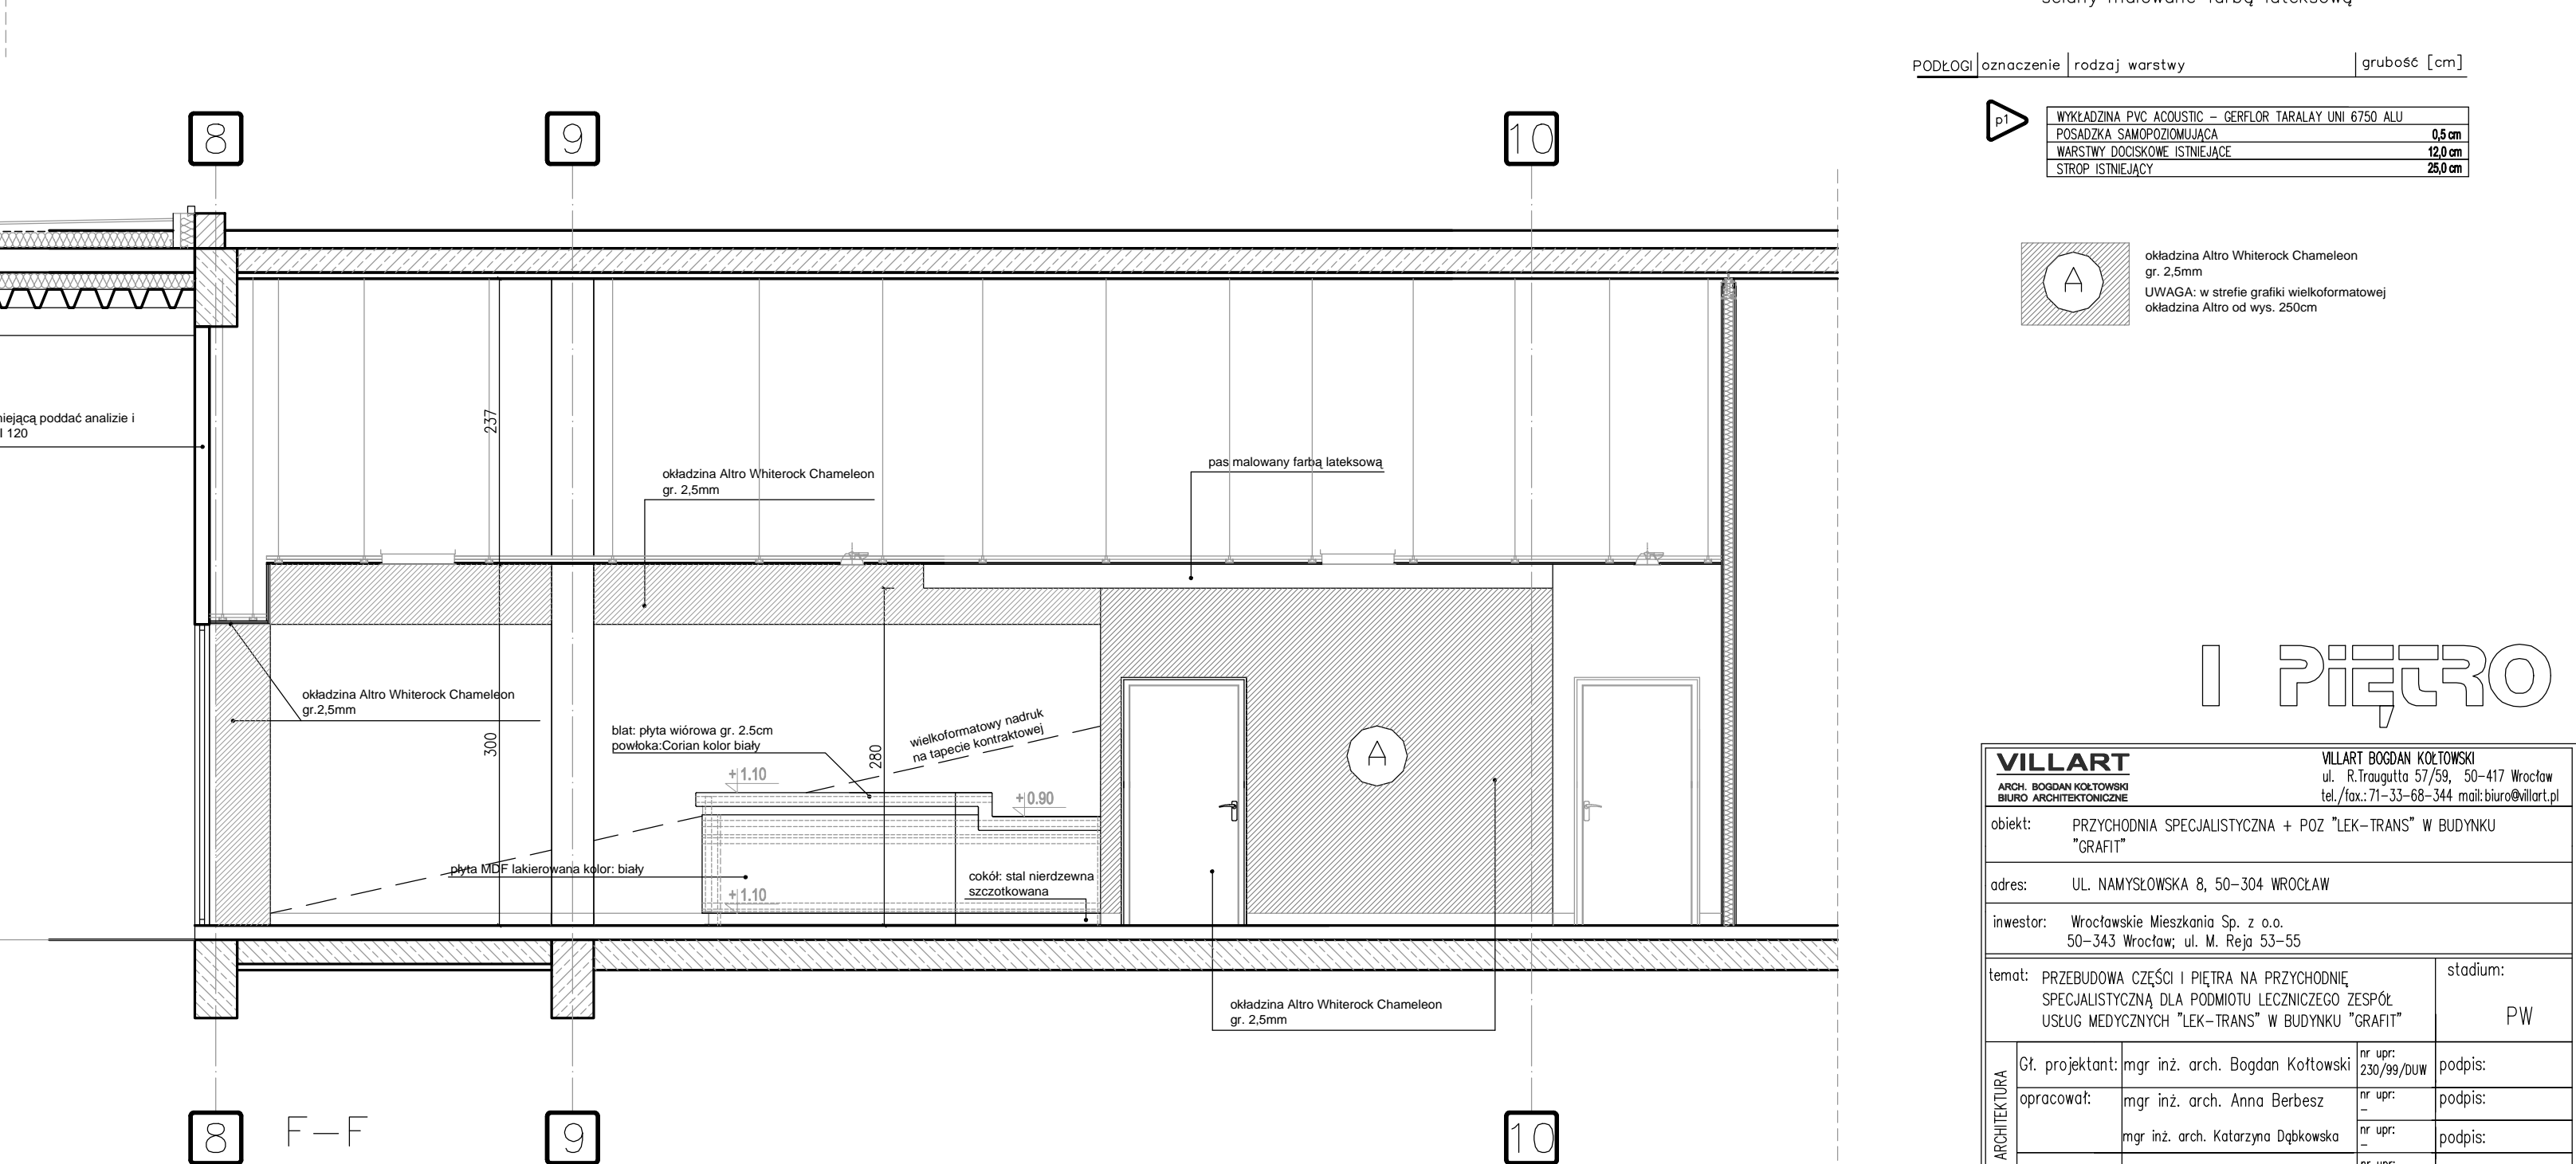 PODŁOGI oznaczenie rodzaj warstwy grubość [cm]
p1
WYKŁADZINA PVC ACOUSTIC – GERFLOR TARALAY UNI 6750 ALU
POSADZKA SAMOPOZIOMUJĄCA 0,5 cm
WARSTWY DOCISKOWE ISTNIEJĄCE 12,0 cm
STROP ISTNIEJĄCY 25,0 cm
8 9 10
A
okładzina Altro Whiterock Chameleon
gr. 2,5mm
UWAGA: w strefie grafiki wielkoformatowej
okładzina Altro od wys. 250cm
poddać analizie i
120
237
okładzina Altro Whiterock Chameleon
gr. 2,5mm
pas malowany farbą lateksową
okładzina Altro Whiterock Chameleon
gr.2,5mm
300
blat: płyta wiórowa gr. 2.5cm
powłoka:Corian kolor biały
280
wielkoformatowy nadruk
na tapecie kontraktowej
+1.10
+0.90
A
płyta MDF lakierowana kolor: biały
+1.10
cokół: stal nierdzewna
szczotkowana
okładzina Altro Whiterock Chameleon
gr. 2,5mm
8 F–F 9 10
I PIĘTRO
VILLART
ARCH. BOGDAN KOŁTOWSKI
BIURO ARCHITEKTONICZNE
VILLART BOGDAN KOŁTOWSKI
ul. R.Traugutta 57/59, 50-417 Wrocław
tel./fax.: 71-33-68-344 mail: biuro@villart.pl
obiekt: PRZYCHODNIA SPECJALISTYCZNA + POZ "LEK-TRANS" W BUDYNKU
"GRAFIT"
adres: UL. NAMYSŁOWSKA 8, 50-304 WROCŁAW
inwestor: Wrocławskie Mieszkania Sp. z o.o.
50-343 Wrocław; ul. M. Reja 53-55
temat: PRZEBUDOWA CZĘŚCI I PIĘTRA NA PRZYCHODNIĘ
SPECJALISTYCZNĄ DLA PODMIOTU LECZNICZEGO ZESPÓŁ
USŁUG MEDYCZNYCH "LEK-TRANS" W BUDYNKU "GRAFIT"
stadium:
PW
ARCHITEKTURA
Gł. projektant: mgr inż. arch. Bogdan Kołtowski nr upr: 230/99/DUW podpis:
opracował: mgr inż. arch. Anna Berbesz nr upr: – podpis:
mgr inż. arch. Katarzyna Dąbkowska nr upr: – podpis: